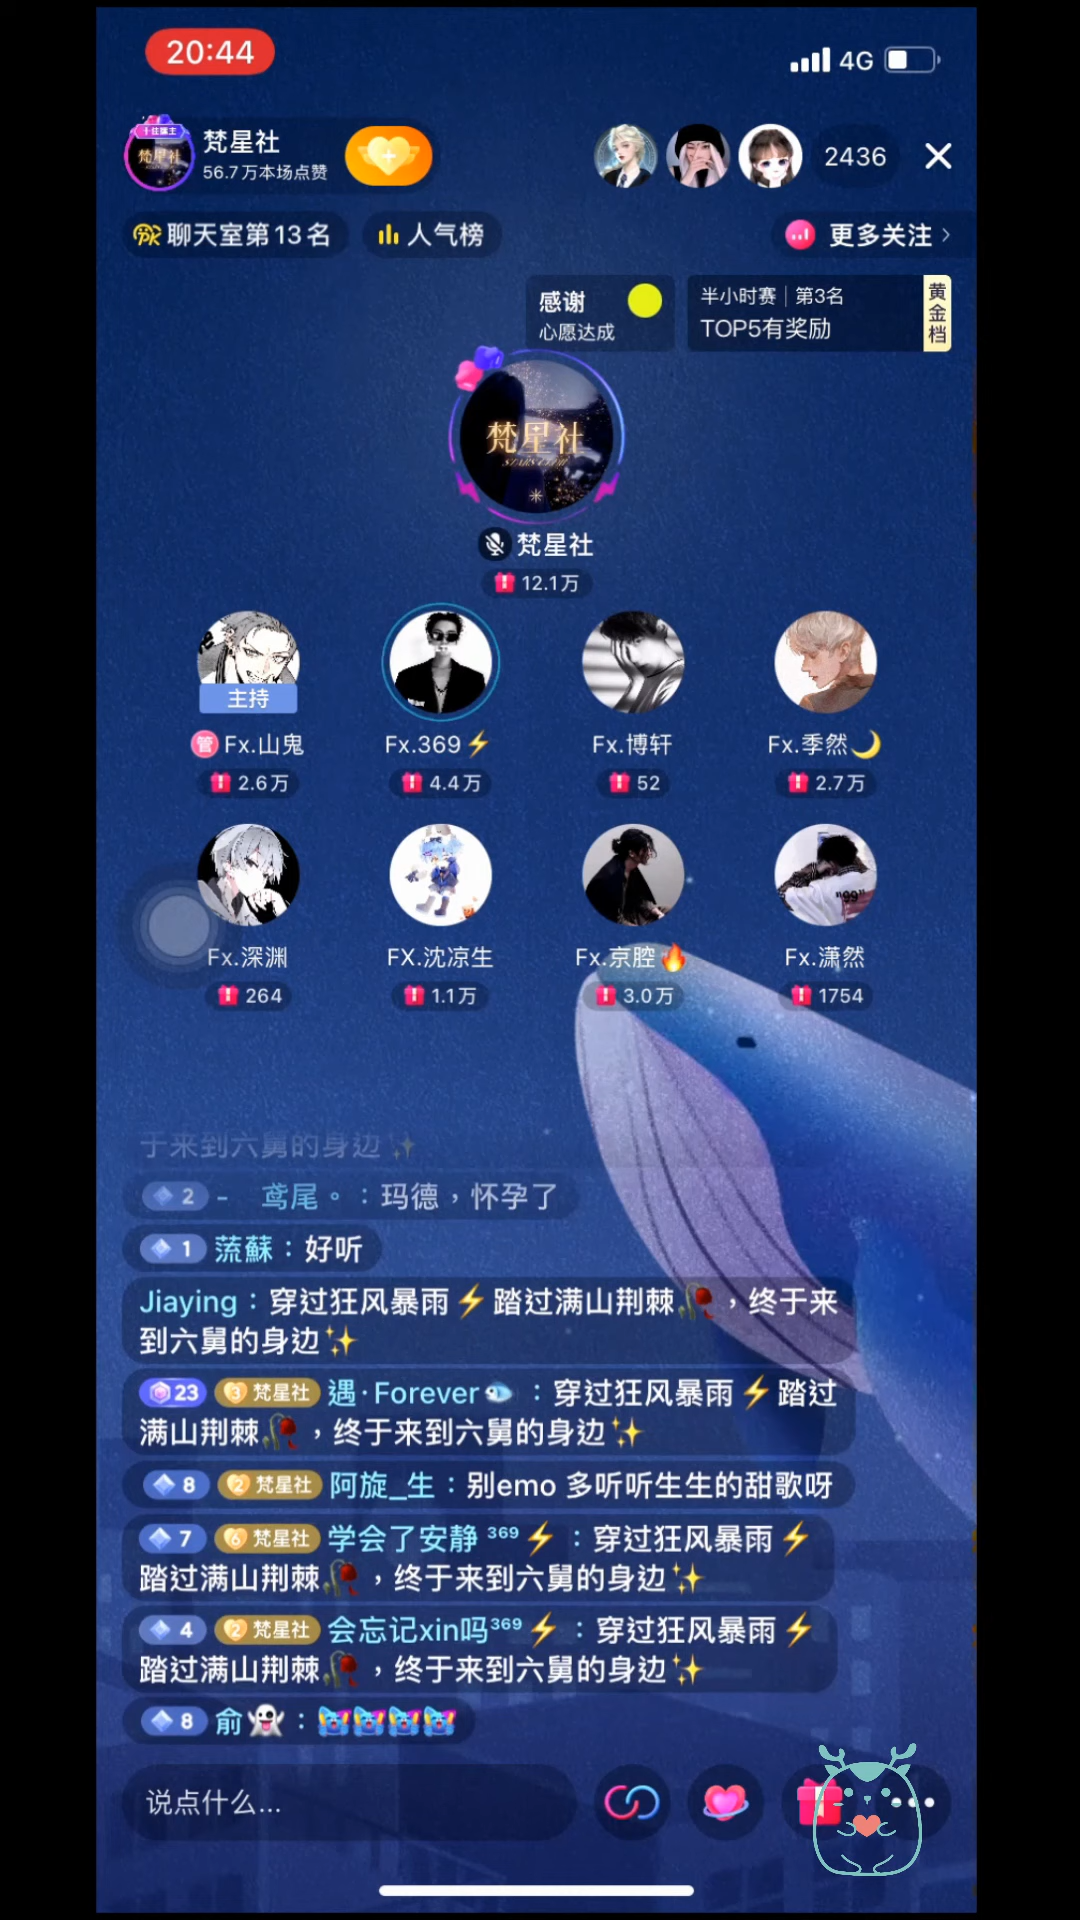 20:44
4G
十佳璀主
梵星社
梵星社
56.7万本场点赞
2436
聊天室第13名
人气榜
更多关注
感谢
心愿达成
半小时赛 | 第3名
TOP5有奖励
黄金档
梵星社
STARS CLUB
梵星社
12.1万
主持
管 Fx.山鬼
Fx.369⚡
Fx.博轩
Fx.季然🌙
2.6万
4.4万
52
2.7万
"99"
Fx.深渊
FX.沈凉生
Fx.京腔🔥
Fx.潇然
264
1.1万
3.0万
1754
于来到六舅的身边✨
2 - 鸢尾。：玛德，怀孕了
1 蓅蘇：好听
Jiaying：穿过狂风暴雨⚡踏过满山荆棘🥀，终于来
到六舅的身边✨
23 3 梵星社 遇·Forever🐟：穿过狂风暴雨⚡踏过
满山荆棘🥀，终于来到六舅的身边✨
8 2 梵星社 阿旋_生：别emo 多听听生生的甜歌呀
7 6 梵星社 学会了安静 ³⁶⁹⚡：穿过狂风暴雨⚡
踏过满山荆棘🥀，终于来到六舅的身边✨
4 2 梵星社 会忘记xin吗³⁶⁹⚡：穿过狂风暴雨⚡
踏过满山荆棘🥀，终于来到六舅的身边✨
8 俞👻：
说点什么...